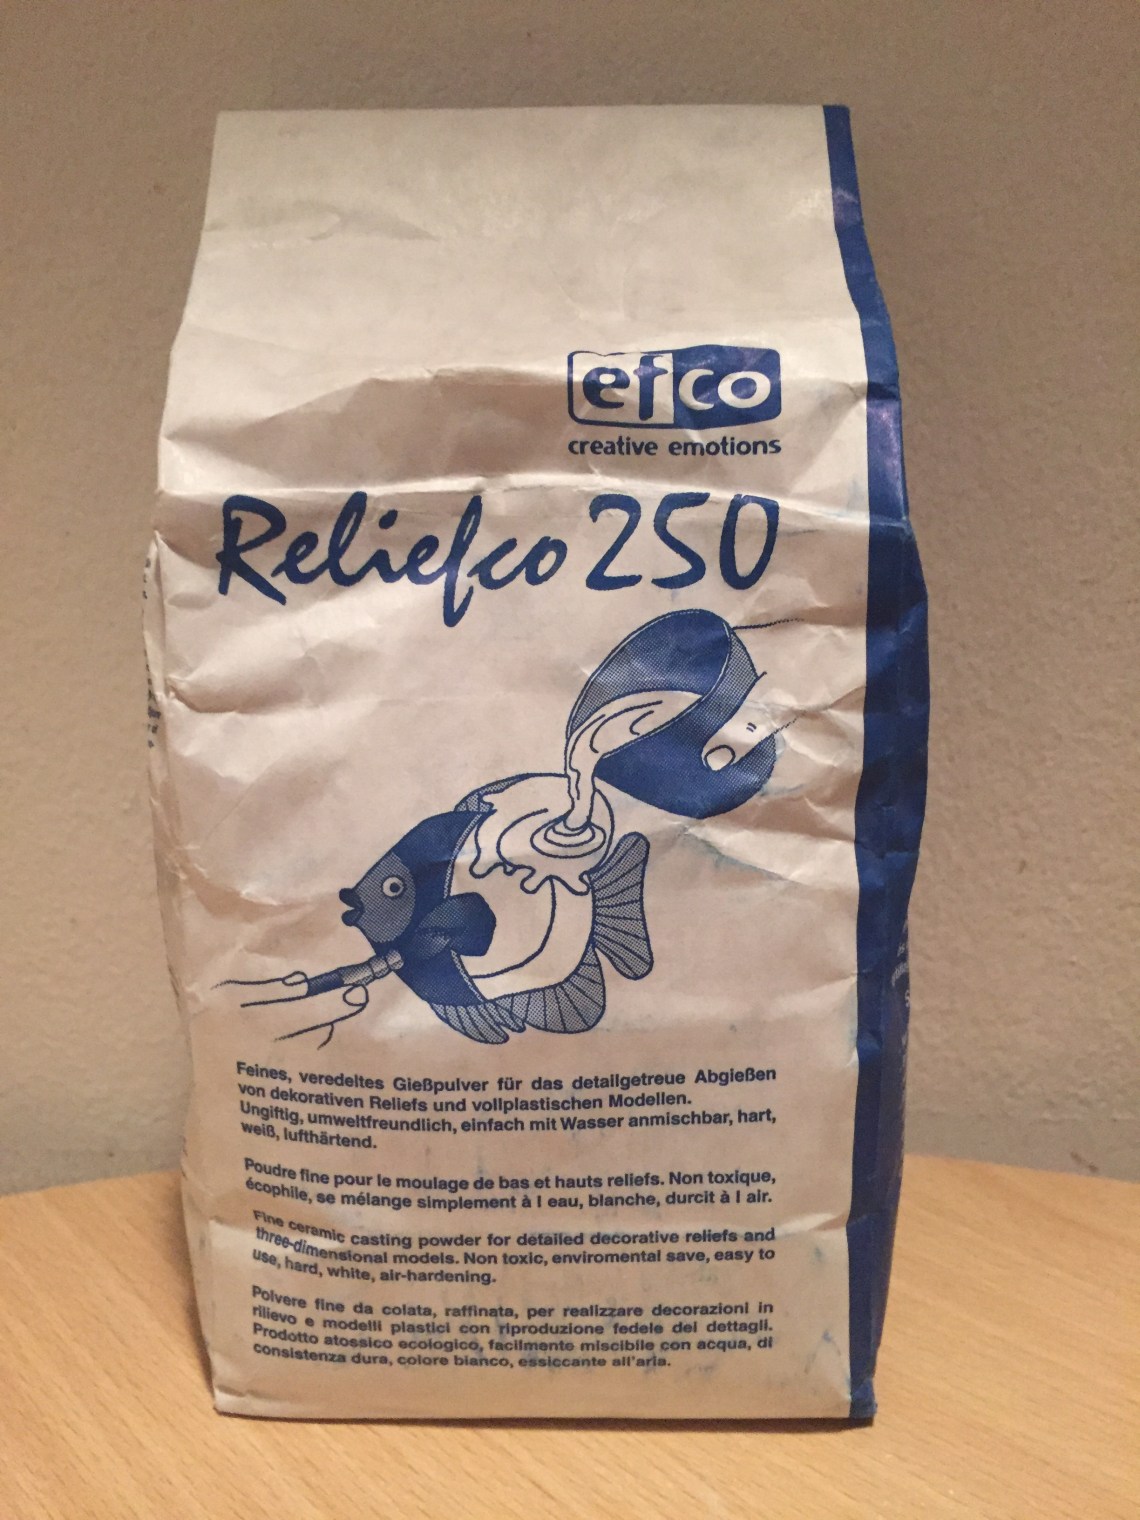 efco
creative emotions
Reliefco 250
Feines, veredeltes Gießpulver für das detailgetreue Abgießen
von dekorativen Reliefs und vollplastischen Modellen.
Ungiftig, umweltfreundlich, einfach mit Wasser anmischbar, hart,
weiß, lufthärtend.
Poudre fine pour le moulage de bas et hauts reliefs. Non toxique,
écophile, se mélange simplement à l eau, blanche, durcit à l air.
Fine ceramic casting powder for detailed decorative reliefs and
three-dimensional models. Non toxic, enviromental save, easy to
use, hard, white, air-hardening.
Polvere fine da colata, raffinata, per realizzare decorazioni in
rilievo e modelli plastici con riproduzione fedele dei dettagli.
Prodotto atossico ecologico, facilmente miscibile con acqua, di
consistenza dura, colore bianco, essiccante all'aria.